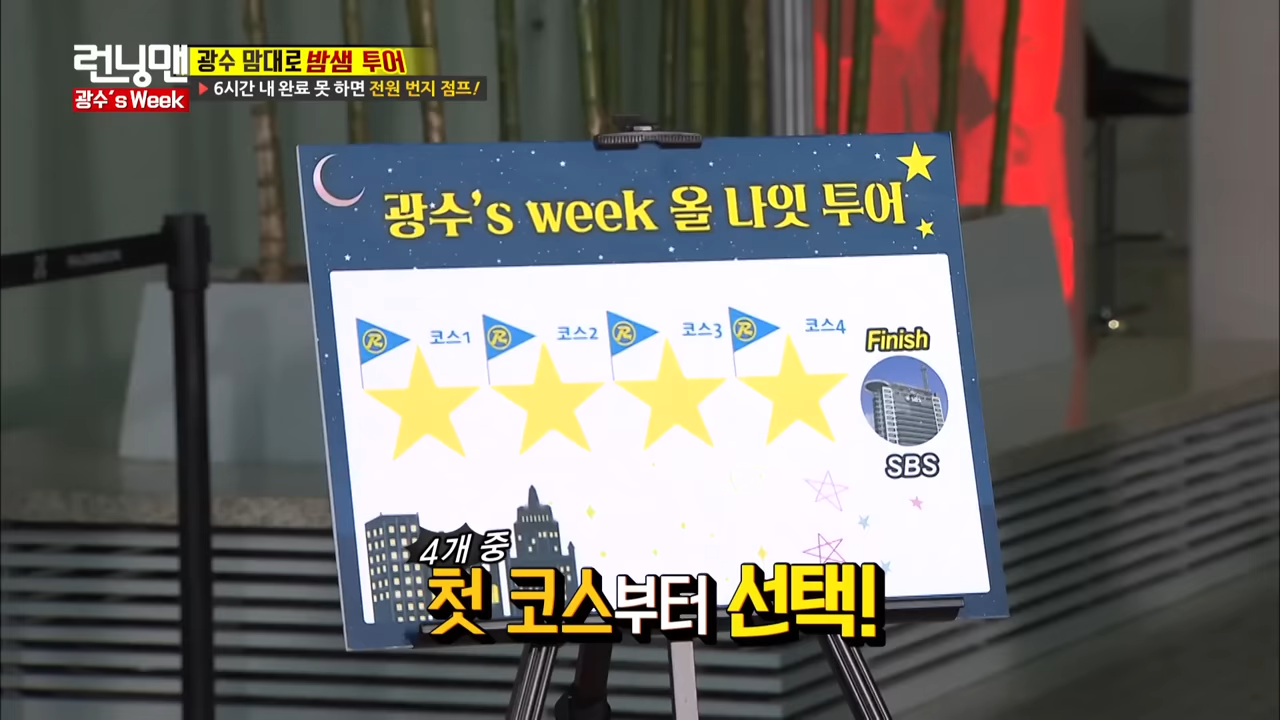 런닝맨
광수's Week
광수 맘대로 밤샘 투어
6시간 내 완료 못 하면 전원 번지 점프!
광수's week 올 나잇 투어
R 코스1
R 코스2
R 코스3
R 코스4
Finish
SBS
4개 중
첫 코스부터 선택!